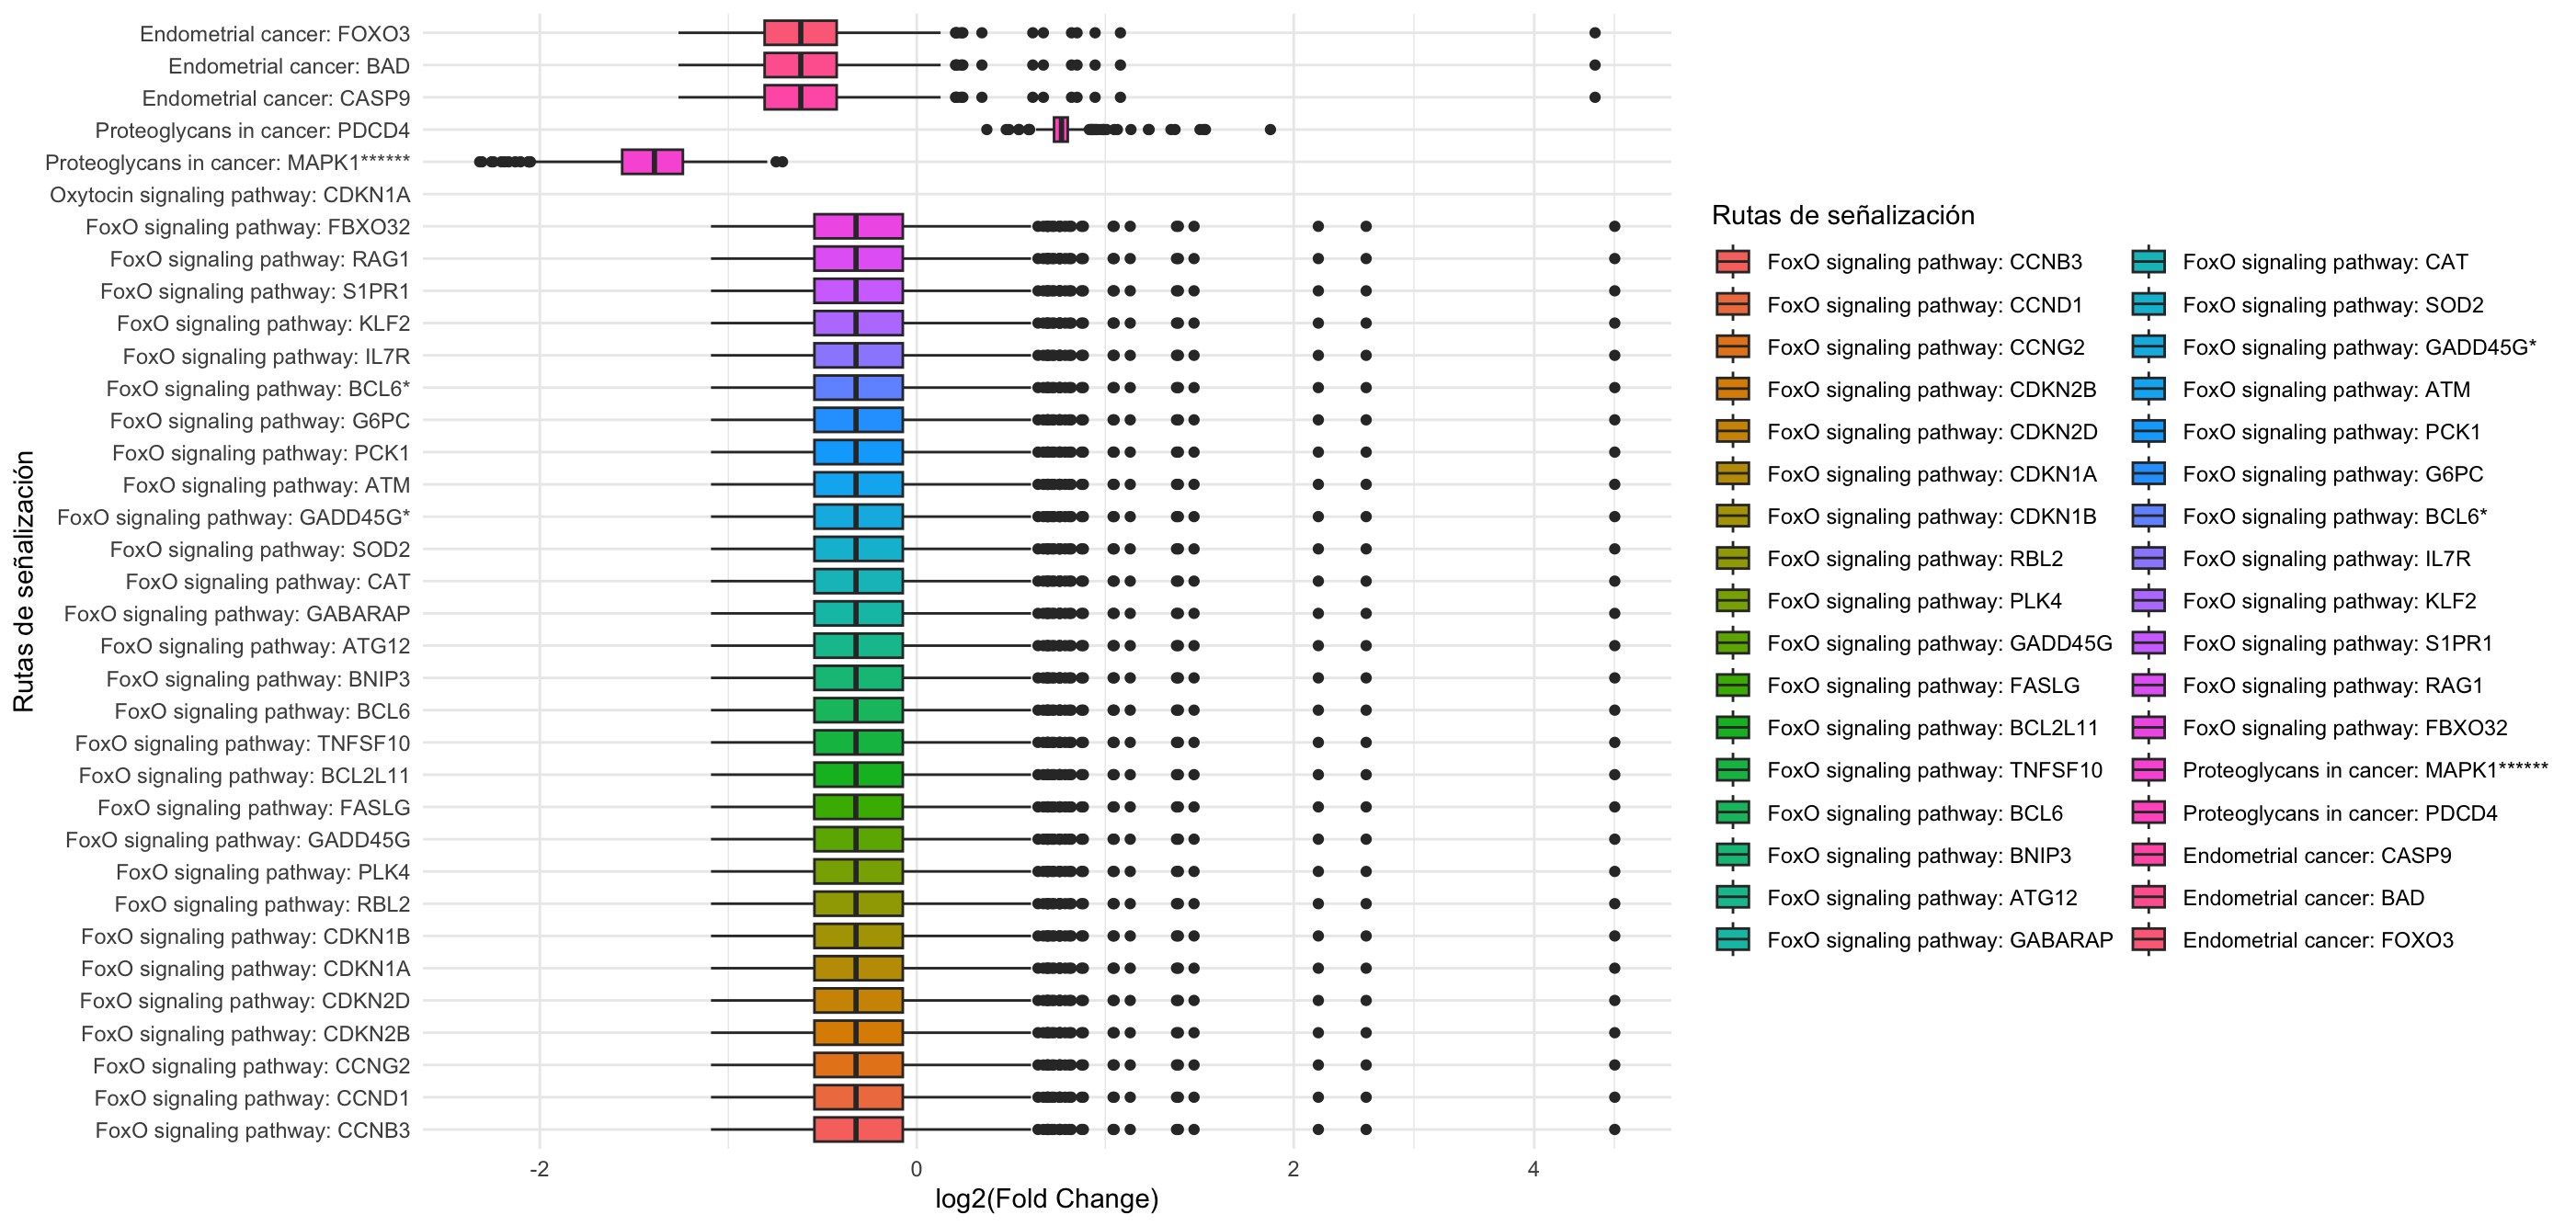 Endometrial cancer: FOXO3
Endometrial cancer: BAD
Endometrial cancer: CASP9
Proteoglycans in cancer: PDCD4
Proteoglycans in cancer: MAPK1******
Oxytocin signaling pathway: CDKN1A
FoxO signaling pathway: FBXO32
FoxO signaling pathway: RAG1
FoxO signaling pathway: S1PR1
FoxO signaling pathway: KLF2
FoxO signaling pathway: IL7R
FoxO signaling pathway: BCL6*
FoxO signaling pathway: G6PC
FoxO signaling pathway: PCK1
FoxO signaling pathway: ATM
FoxO signaling pathway: GADD45G*
FoxO signaling pathway: SOD2
FoxO signaling pathway: CAT
FoxO signaling pathway: GABARAP
FoxO signaling pathway: ATG12
FoxO signaling pathway: BNIP3
FoxO signaling pathway: BCL6
FoxO signaling pathway: TNFSF10
FoxO signaling pathway: BCL2L11
FoxO signaling pathway: FASLG
FoxO signaling pathway: GADD45G
FoxO signaling pathway: PLK4
FoxO signaling pathway: RBL2
FoxO signaling pathway: CDKN1B
FoxO signaling pathway: CDKN1A
FoxO signaling pathway: CDKN2D
FoxO signaling pathway: CDKN2B
FoxO signaling pathway: CCNG2
FoxO signaling pathway: CCND1
FoxO signaling pathway: CCNB3
Rutas de señalización
-2 0 2 4
log2(Fold Change)
Rutas de señalización
FoxO signaling pathway: CCNB3
FoxO signaling pathway: CCND1
FoxO signaling pathway: CCNG2
FoxO signaling pathway: CDKN2B
FoxO signaling pathway: CDKN2D
FoxO signaling pathway: CDKN1A
FoxO signaling pathway: CDKN1B
FoxO signaling pathway: RBL2
FoxO signaling pathway: PLK4
FoxO signaling pathway: GADD45G
FoxO signaling pathway: FASLG
FoxO signaling pathway: BCL2L11
FoxO signaling pathway: TNFSF10
FoxO signaling pathway: BCL6
FoxO signaling pathway: BNIP3
FoxO signaling pathway: ATG12
FoxO signaling pathway: GABARAP
FoxO signaling pathway: CAT
FoxO signaling pathway: SOD2
FoxO signaling pathway: GADD45G*
FoxO signaling pathway: ATM
FoxO signaling pathway: PCK1
FoxO signaling pathway: G6PC
FoxO signaling pathway: BCL6*
FoxO signaling pathway: IL7R
FoxO signaling pathway: KLF2
FoxO signaling pathway: S1PR1
FoxO signaling pathway: RAG1
FoxO signaling pathway: FBXO32
Proteoglycans in cancer: MAPK1******
Proteoglycans in cancer: PDCD4
Endometrial cancer: CASP9
Endometrial cancer: BAD
Endometrial cancer: FOXO3